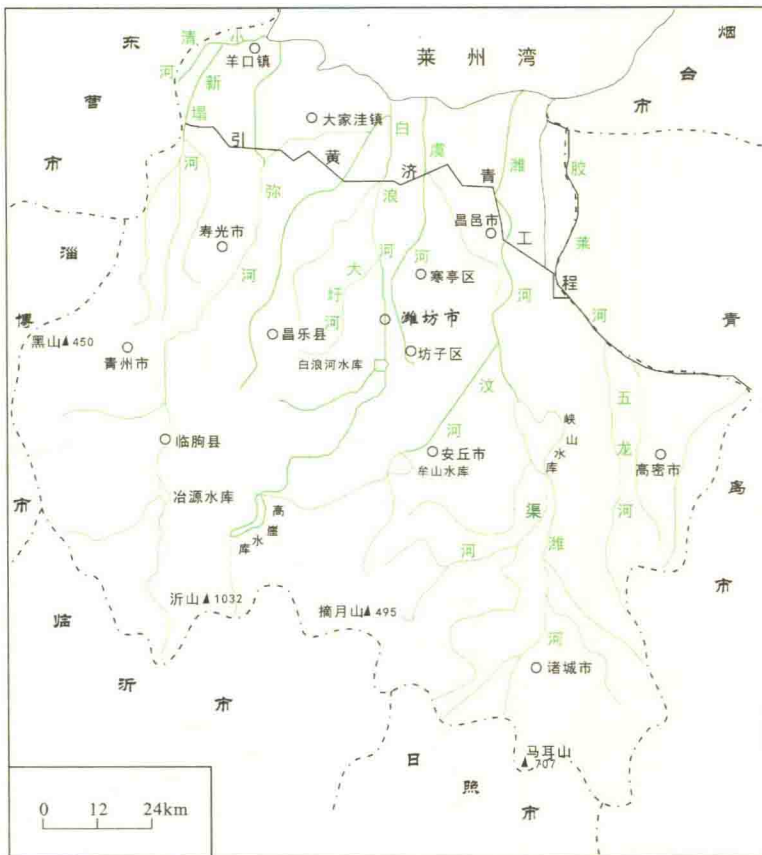 东营市
小清河
羊口镇
莱州湾
烟台市
新塌河
大家洼镇
引黄济青工程
白浪河
虞河
潍河
胶莱河
弥河
寿光市
昌邑市
淄博市
大圩河
寒亭区
黑山▲450
青州市
昌乐县
潍坊市
坊子区
白浪河水库
青岛市
汶河
五龙河
峡山水库
临朐县
安丘市
牟山水库
高密市
冶源水库
高崖水库
渠河
潍河
沂山▲1032
摘月山▲495
临沂市
诸城市
日照市
马耳山
▲707
0 12 24km